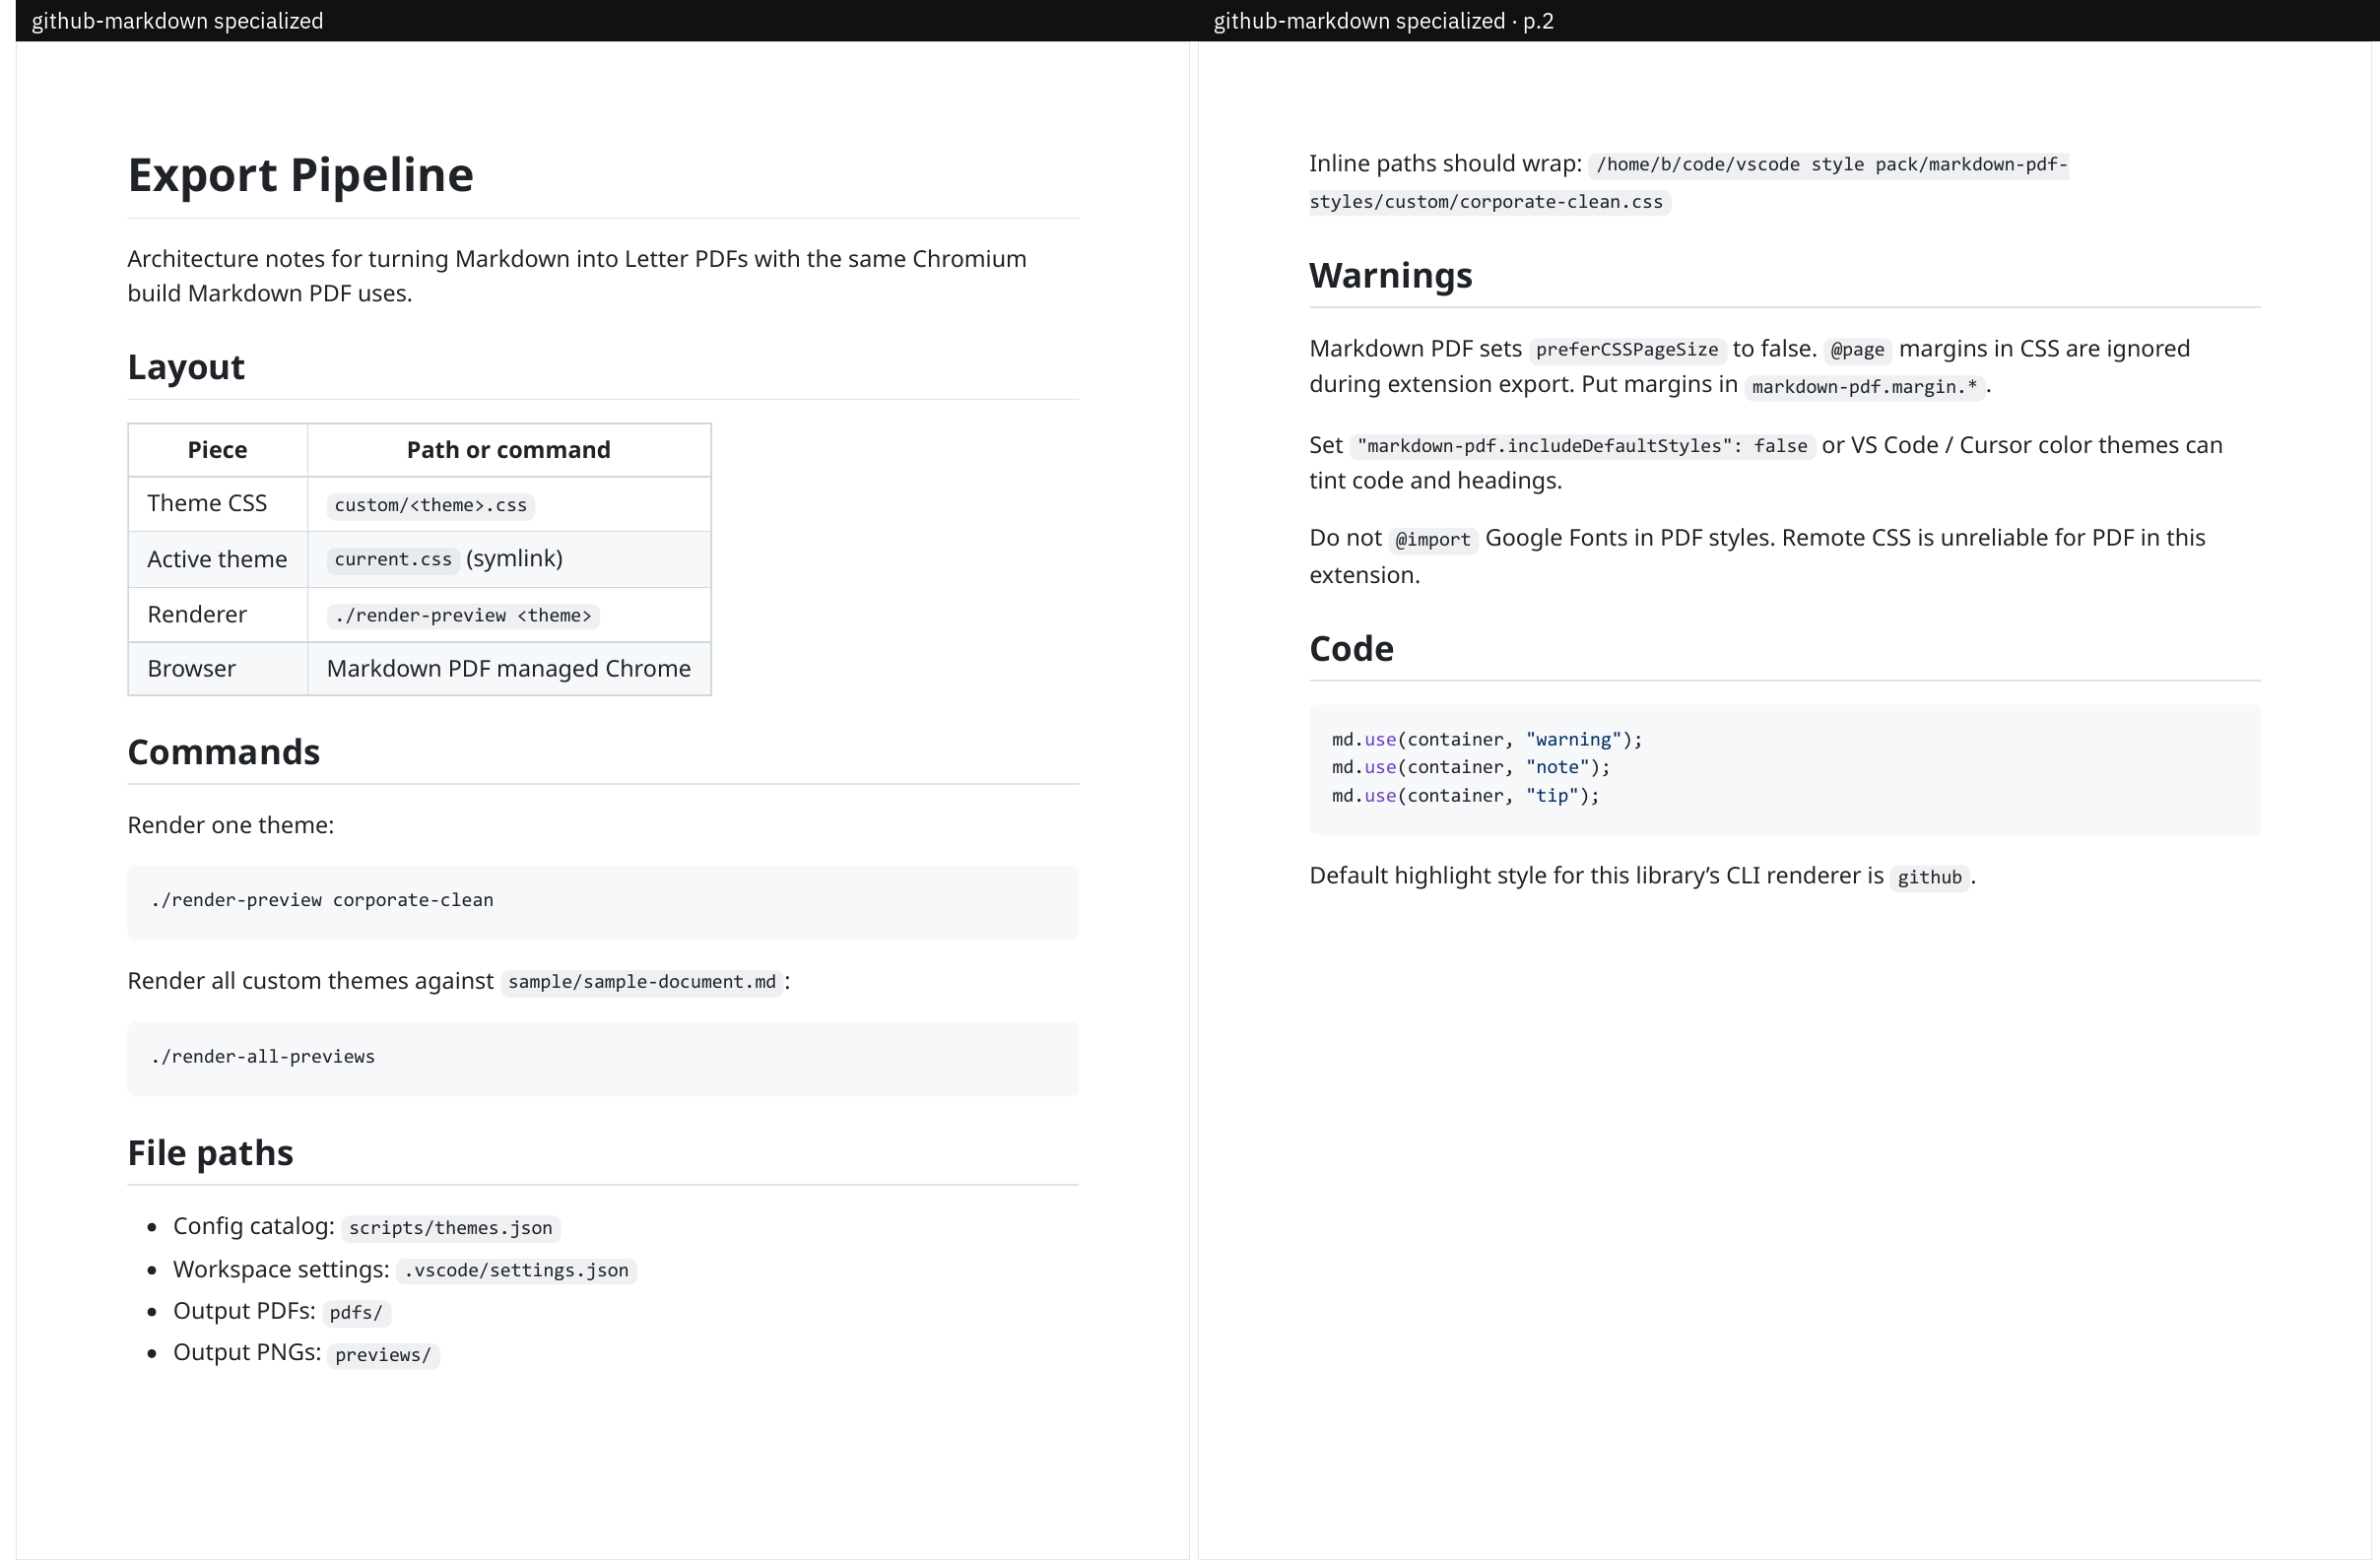 github-markdown specialized
Export Pipeline
Architecture notes for turning Markdown into Letter PDFs with the same Chromium
build Markdown PDF uses.
Layout
Piece Path or command
Theme CSS custom/<theme>.css
Active theme current.css (symlink)
Renderer ./render-preview <theme>
Browser Markdown PDF managed Chrome
Commands
Render one theme:
./render-preview corporate-clean
Render all custom themes against sample/sample-document.md:
./render-all-previews
File paths
• Config catalog: scripts/themes.json
• Workspace settings: .vscode/settings.json
• Output PDFs: pdfs/
• Output PNGs: previews/
github-markdown specialized · p.2
Inline paths should wrap: /home/b/code/vscode style pack/markdown-pdf-
styles/custom/corporate-clean.css
Warnings
Markdown PDF sets preferCSSPageSize to false. @page margins in CSS are ignored
during extension export. Put margins in markdown-pdf.margin.*.
Set "markdown-pdf.includeDefaultStyles": false or VS Code / Cursor color themes can
tint code and headings.
Do not @import Google Fonts in PDF styles. Remote CSS is unreliable for PDF in this
extension.
Code
md.use(container, "warning");
md.use(container, "note");
md.use(container, "tip");
Default highlight style for this library’s CLI renderer is github.